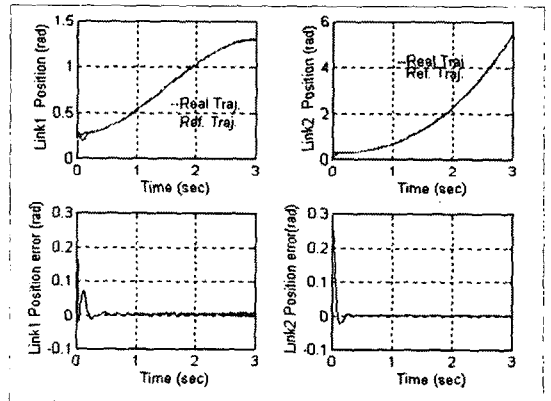 Link1 Position (rad)
1.5
1
0.5
0
0 1 2 3
Time (sec)
Real Traj.
Ref. Traj.
Link2 Position (rad)
6
4
2
0
0 1 2 3
Time (sec)
Real Traj
Ref. Traj.
Link1 Position error (rad)
0.3
0.2
0.1
0
-0.1
0 1 2 3
Time (sec)
Link2 Position error(rad)
0.3
0.2
0.1
0
-0.1
0 1 2 3
Time (sec)